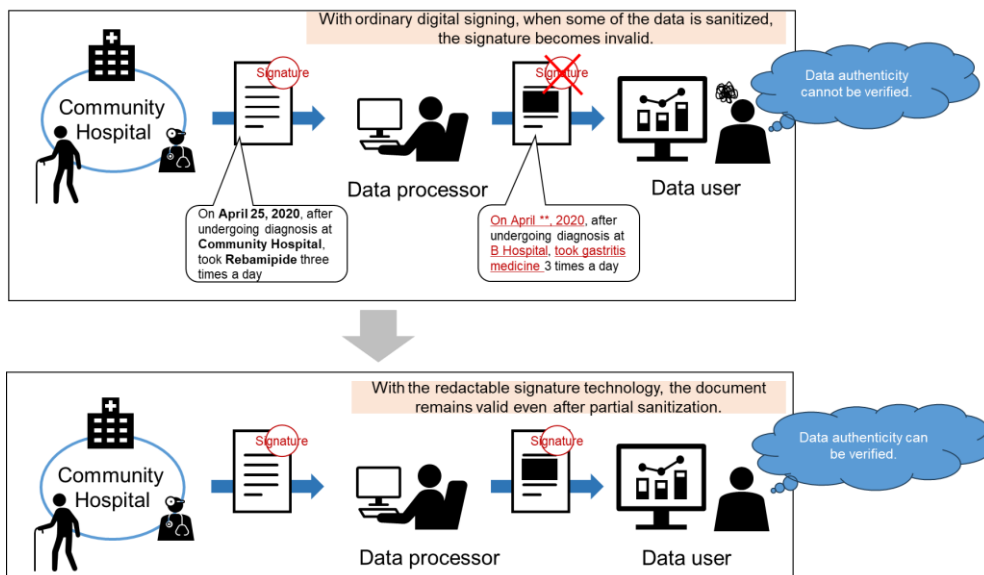 With ordinary digital signing, when some of the data is sanitized,
the signature becomes invalid.
Community
Hospital
Signature
Signature
Data authenticity
cannot be verified.
Data processor
Data user
On April 25, 2020, after
undergoing diagnosis at
Community Hospital,
took Rebamipide three
times a day
On April **, 2020, after
undergoing diagnosis at
B Hospital, took gastritis
medicine 3 times a day
With the redactable signature technology, the document
remains valid even after partial sanitization.
Community
Hospital
Signature
Signature
Data authenticity can
be verified.
Data processor
Data user